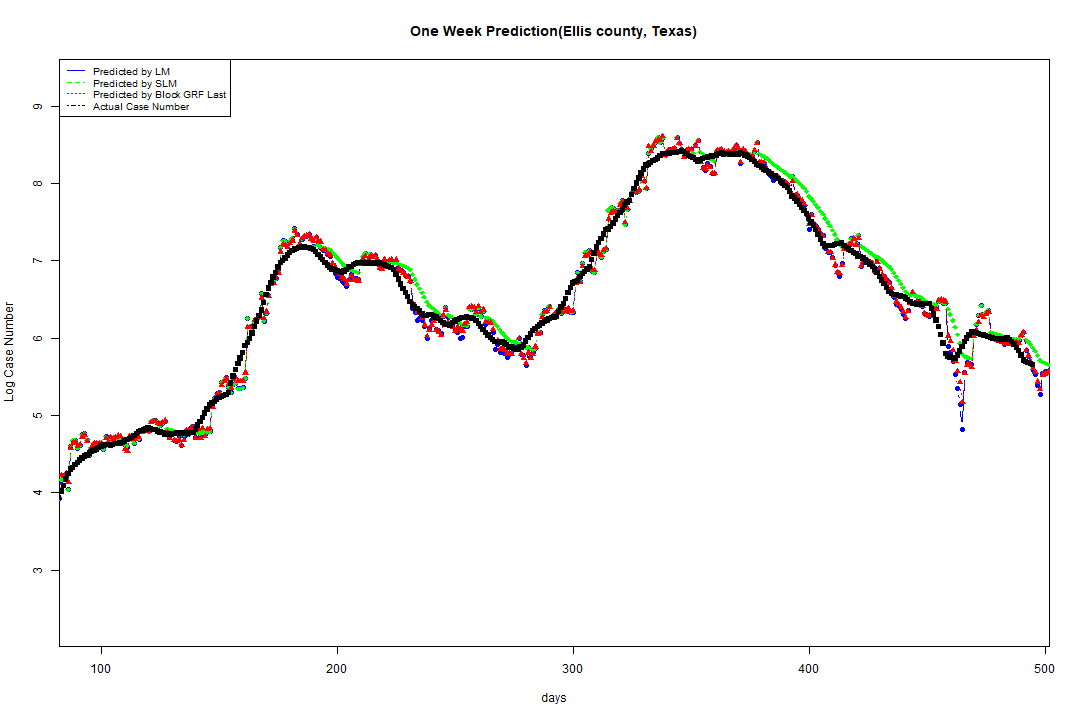 One Week Prediction(Ellis county, Texas)
Predicted by LM
Predicted by SLM
Predicted by Block GRF Last
Actual Case Number
9
8
7
6
5
4
3
Log Case Number
100 200 300 400 500
days